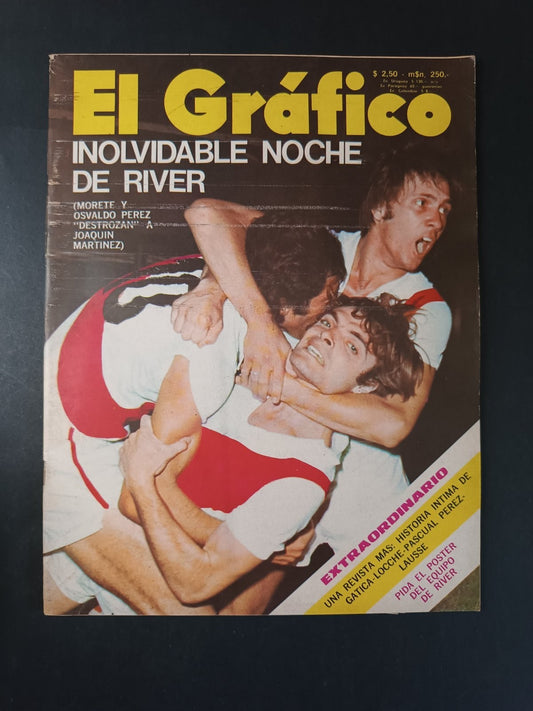 $ 2,50 - m$n. 250.-
El Gráfico
INOLVIDABLE NOCHE
DE RIVER
(MORETE Y
OSVALDO PEREZ
"DESTROZAN" A
JOAQUIN
MARTINEZ)
EXTRAORDINARIO
UNA REVISTA MAS: HISTORIA INTIMA DE
GATICA-LOCCHE-PASCUAL PEREZ-
LAUSSE
PIDA EL POSTER
DEL EQUIPO
DE RIVER